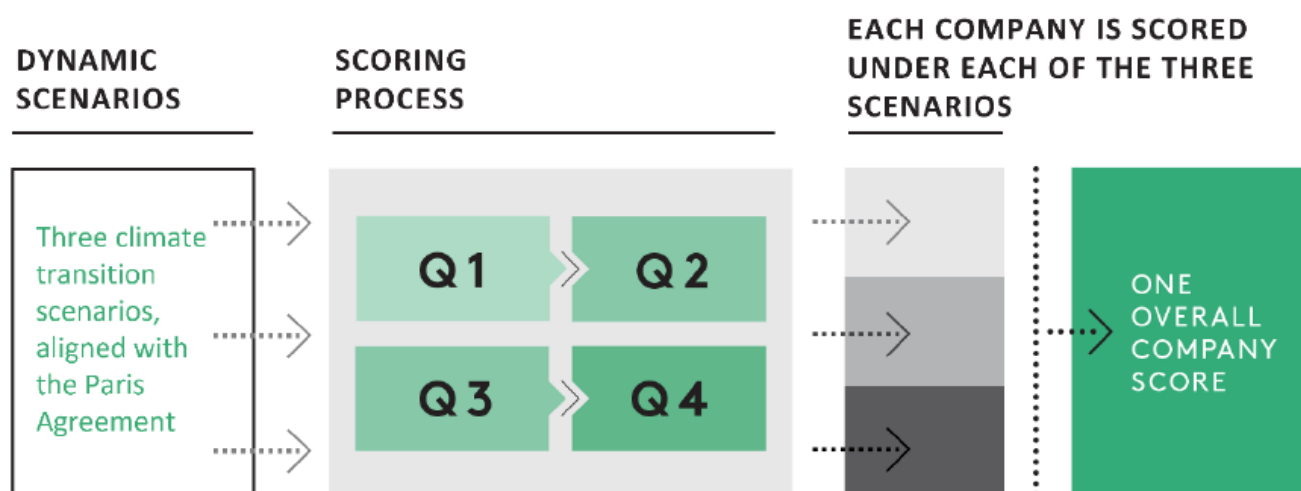 DYNAMIC
SCENARIOS
SCORING
PROCESS
EACH COMPANY IS SCORED
UNDER EACH OF THE THREE
SCENARIOS
Three climate
transition
scenarios,
aligned with
the Paris
Agreement
Q1
Q2
Q3
Q4
ONE
OVERALL
COMPANY
SCORE